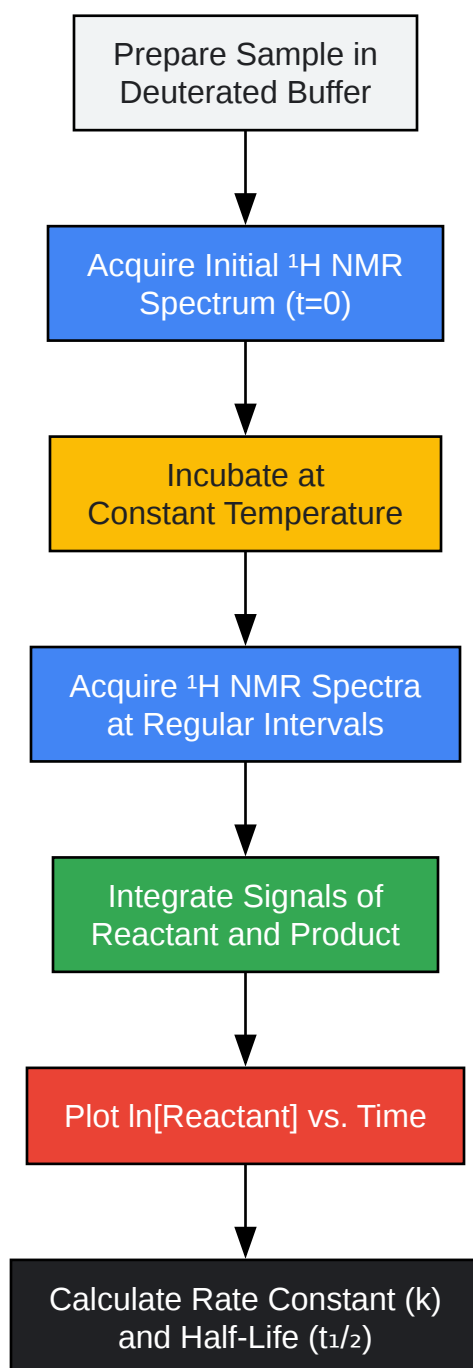 Prepare Sample in
Deuterated Buffer
Acquire Initial ¹H NMR
Spectrum (t=0)
Incubate at
Constant Temperature
Acquire ¹H NMR Spectra
at Regular Intervals
Integrate Signals of
Reactant and Product
Plot ln[Reactant] vs. Time
Calculate Rate Constant (k)
and Half-Life (t₁/₂)